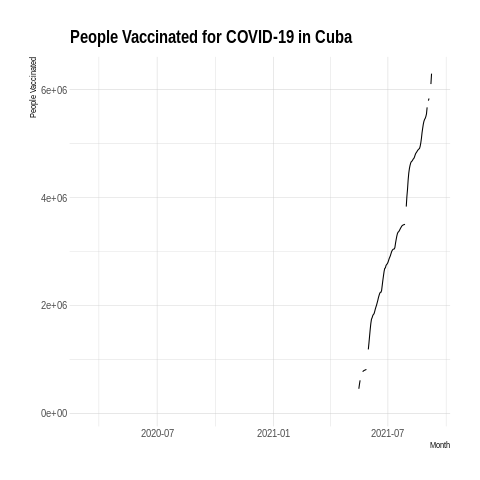 People Vaccinated for COVID-19 in Cuba
People Vaccinated
6e+06
4e+06
2e+06
0e+00
2020-07
2021-01
2021-07
Month